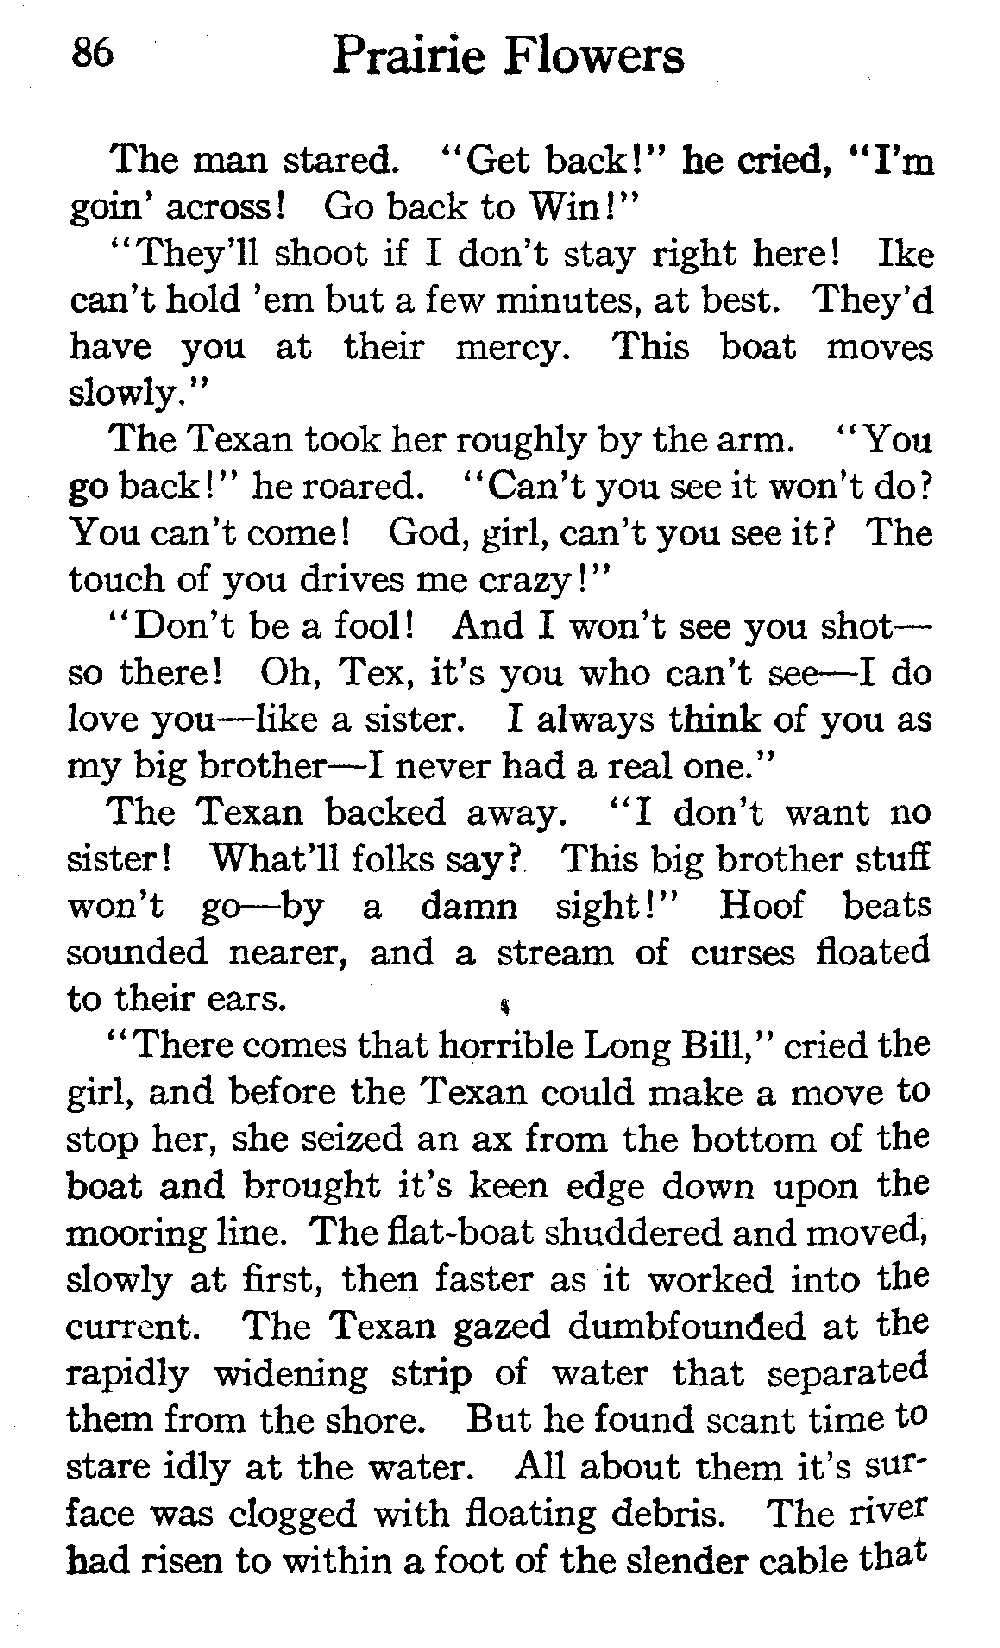 86 Prairie Flowers
The man stared. "Get back!" he cried, "I'm
goin' across! Go back to Win!"
"They'll shoot if I don't stay right here! Ike
can't hold 'em but a few minutes, at best. They'd
have you at their mercy. This boat moves
slowly."
The Texan took her roughly by the arm. "You
go back!" he roared. "Can't you see it won't do?
You can't come! God, girl, can't you see it? The
touch of you drives me crazy!"
"Don't be a fool! And I won't see you shot—
so there! Oh, Tex, it's you who can't see—I do
love you—like a sister. I always think of you as
my big brother—I never had a real one."
The Texan backed away. "I don't want no
sister! What'll folks say? This big brother stuff
won't go—by a damn sight!" Hoof beats
sounded nearer, and a stream of curses floated
to their ears.
"There comes that horrible Long Bill," cried the
girl, and before the Texan could make a move to
stop her, she seized an ax from the bottom of the
boat and brought it's keen edge down upon the
mooring line. The flat-boat shuddered and moved,
slowly at first, then faster as it worked into the
current. The Texan gazed dumbfounded at the
rapidly widening strip of water that separated
them from the shore. But he found scant time to
stare idly at the water. All about them it's sur-
face was clogged with floating debris. The river
had risen to within a foot of the slender cable that